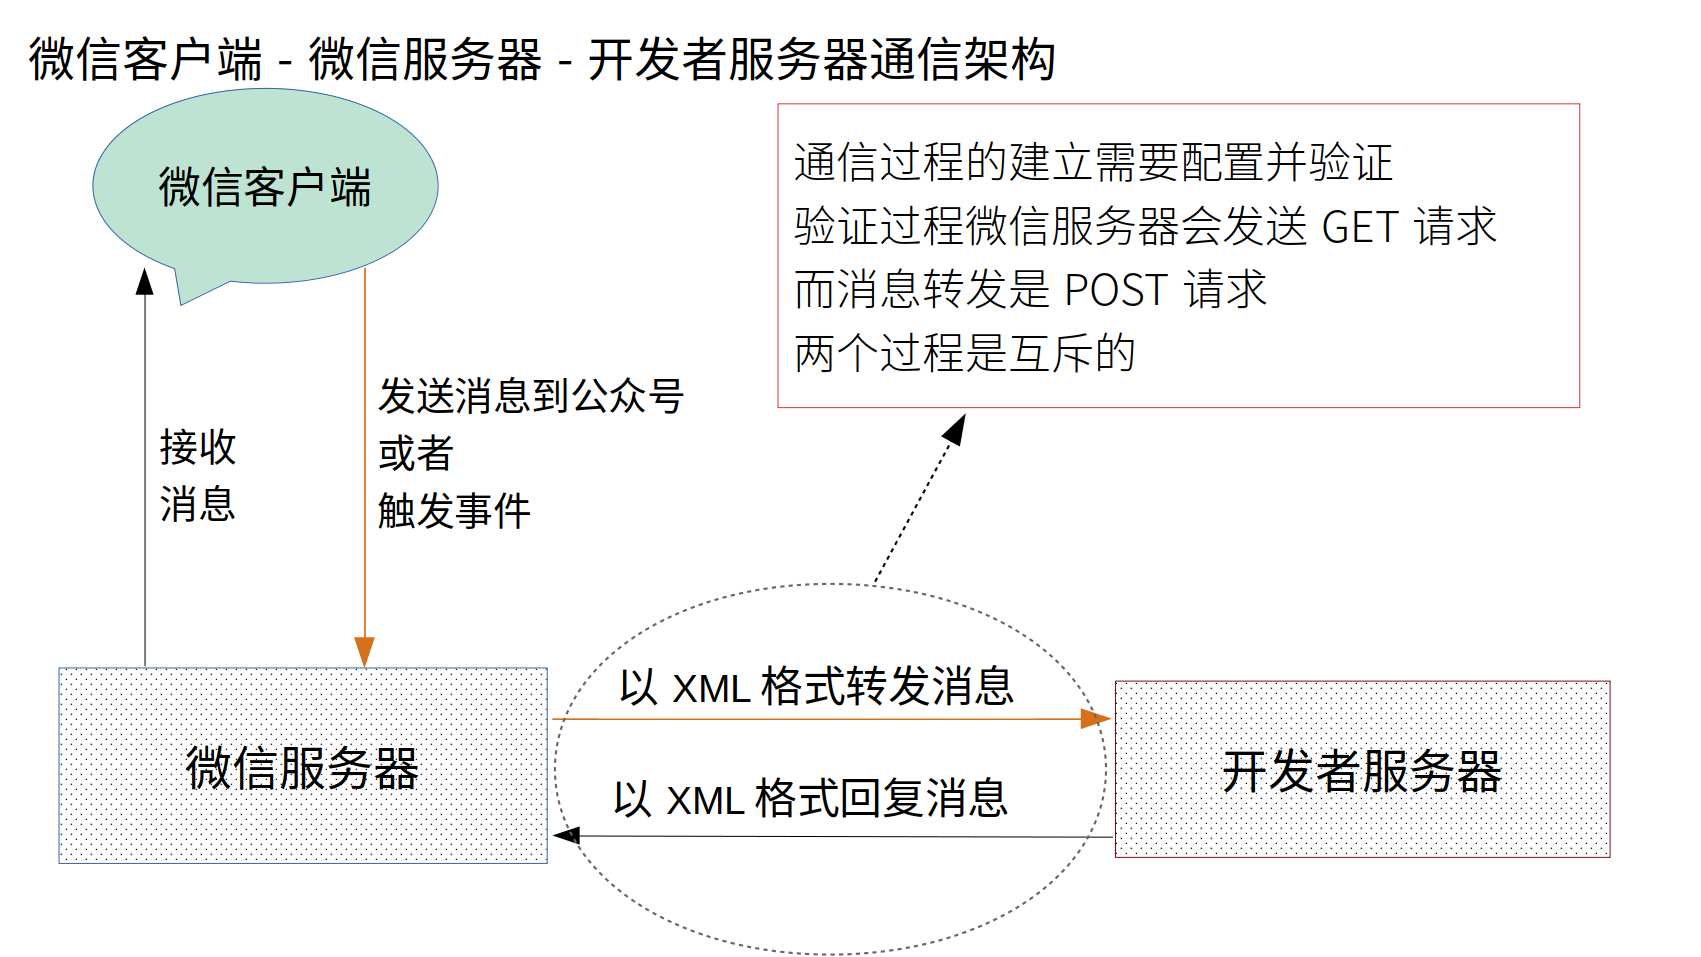 微信客户端 - 微信服务器 - 开发者服务器通信架构
微信客户端
通信过程的建立需要配置并验证
验证过程微信服务器会发送 GET 请求
而消息转发是 POST 请求
两个过程是互斥的
接收
消息
发送消息到公众号
或者
触发事件
以 XML 格式转发消息
以 XML 格式回复消息
微信服务器
开发者服务器